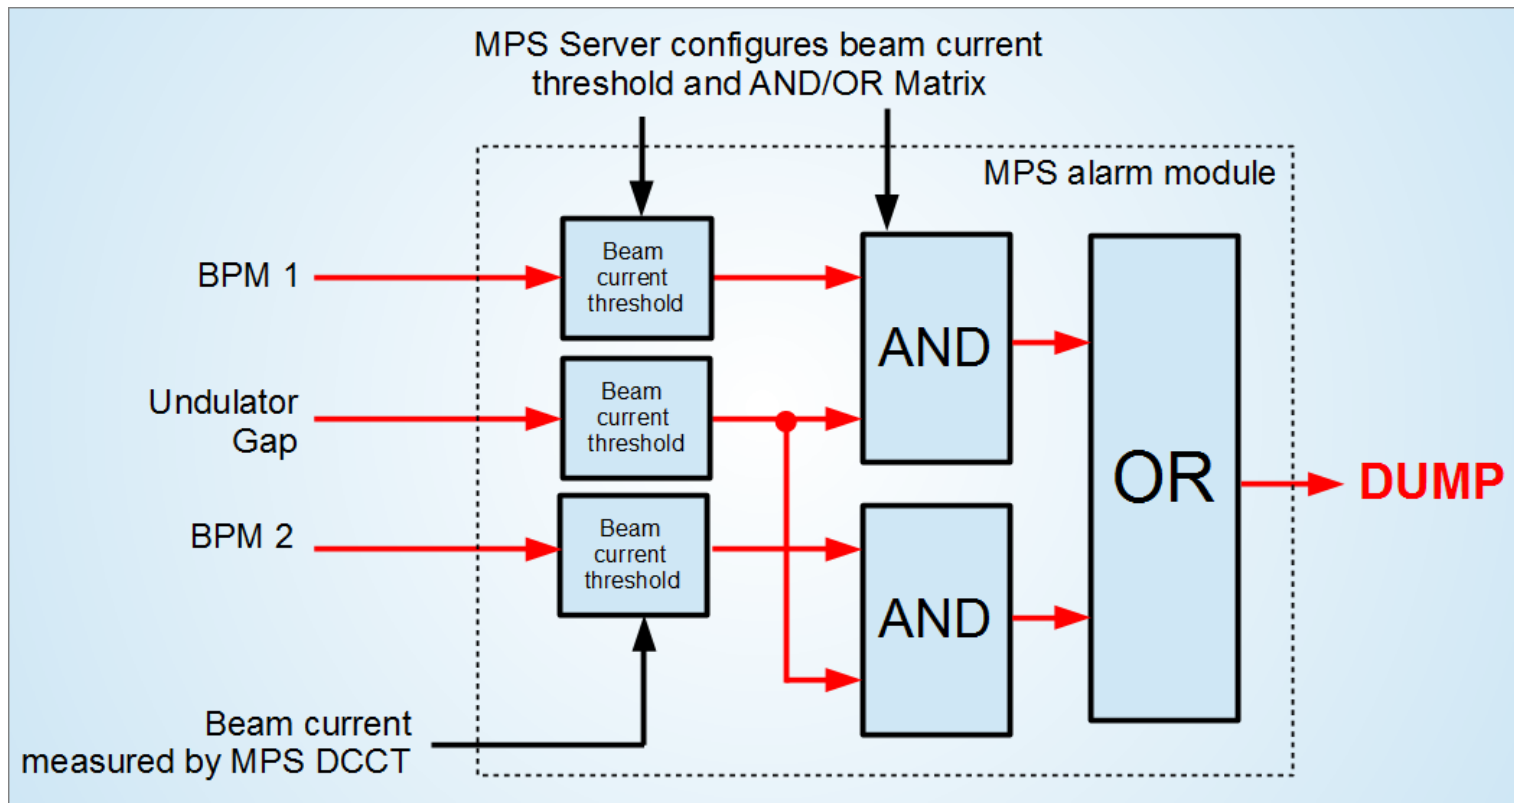 MPS Server configures beam current
threshold and AND/OR Matrix
MPS alarm module
BPM 1
Beam
current
threshold
AND
Undulator
Gap
Beam
current
threshold
OR
DUMP
BPM 2
Beam
current
threshold
AND
Beam current
measured by MPS DCCT